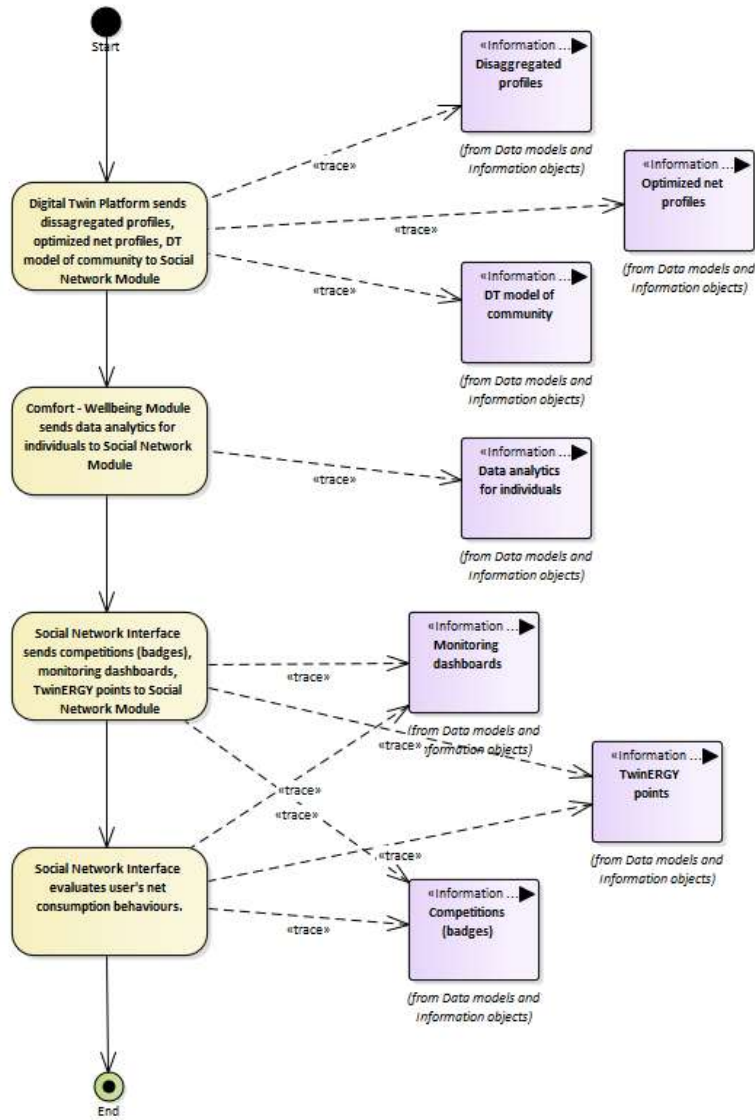 Start
«Information ...
Disaggregated
profiles
(from Data models and
Information objects)
«trace»
«Information ...
Optimized net
profiles
(from Data models and
Information objects)
Digital Twin Platform sends
dissagregated profiles,
optimized net profiles, DT
model of community to Social
Network Module
«trace»
«trace»
«Information ...
DT model of
community
(from Data models and
Information objects)
Comfort - Wellbeing Module
sends data analytics for
individuals to Social Network
Module
«trace»
«Information ...
Data analytics
for individuals
(from Data models and
Information objects)
Social Network Interface
sends competitions (badges),
monitoring dashboards,
TwinERGY points to Social
Network Module
«trace»
«Information ...
Monitoring
dashboards
(from Data models and
Information objects)
«trace»
«trace»
«trace»
«Information ...
TwinERGY
points
(from Data models and
Information objects)
Social Network Interface
evaluates user's net
consumption behaviours.
«trace»
«trace»
«Information ...
Competitions
(badges)
(from Data models and
Information objects)
End